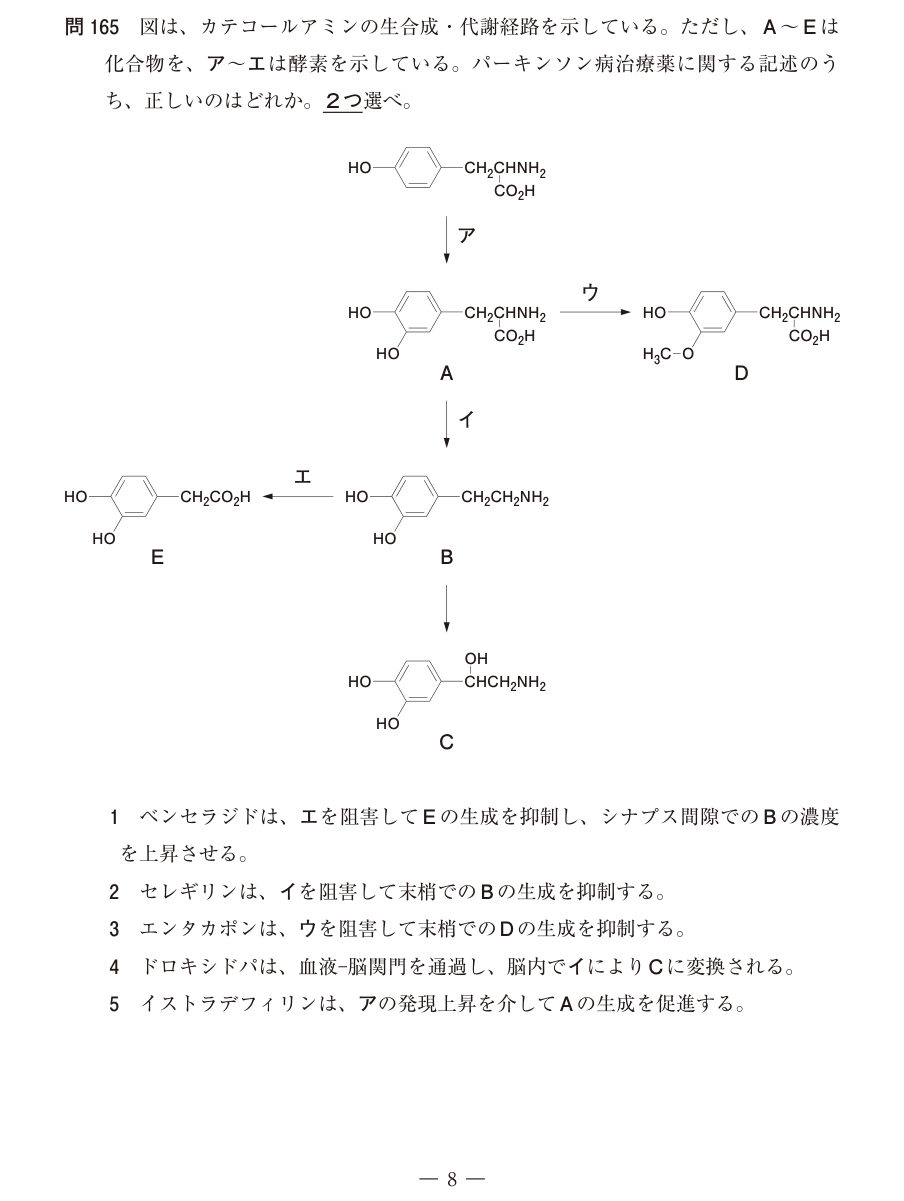 問 165　図は、カテコールアミンの生合成・代謝経路を示している。ただし、A～Eは
化合物を、ア～エは酵素を示している。パーキンソン病治療薬に関する記述のう
ち、正しいのはどれか。２つ選べ。
HO CH₂CHNH₂
CO₂H
ア
HO CH₂CHNH₂
CO₂H
HO
A
ウ
HO CH₂CHNH₂
CO₂H
H₃C-O
D
イ
HO CH₂CO₂H
HO
E
エ
HO CH₂CH₂NH₂
HO
B
OH
HO CHCH₂NH₂
HO
C
1　ベンセラジドは、エを阻害してEの生成を抑制し、シナプス間隙でのBの濃度
を上昇させる。
2　セレギリンは、イを阻害して末梢でのBの生成を抑制する。
3　エンタカポンは、ウを阻害して末梢でのDの生成を抑制する。
4　ドロキシドパは、血液–脳関門を通過し、脳内でイによりCに変換される。
5　イストラデフィリンは、アの発現上昇を介してAの生成を促進する。
— 8 —